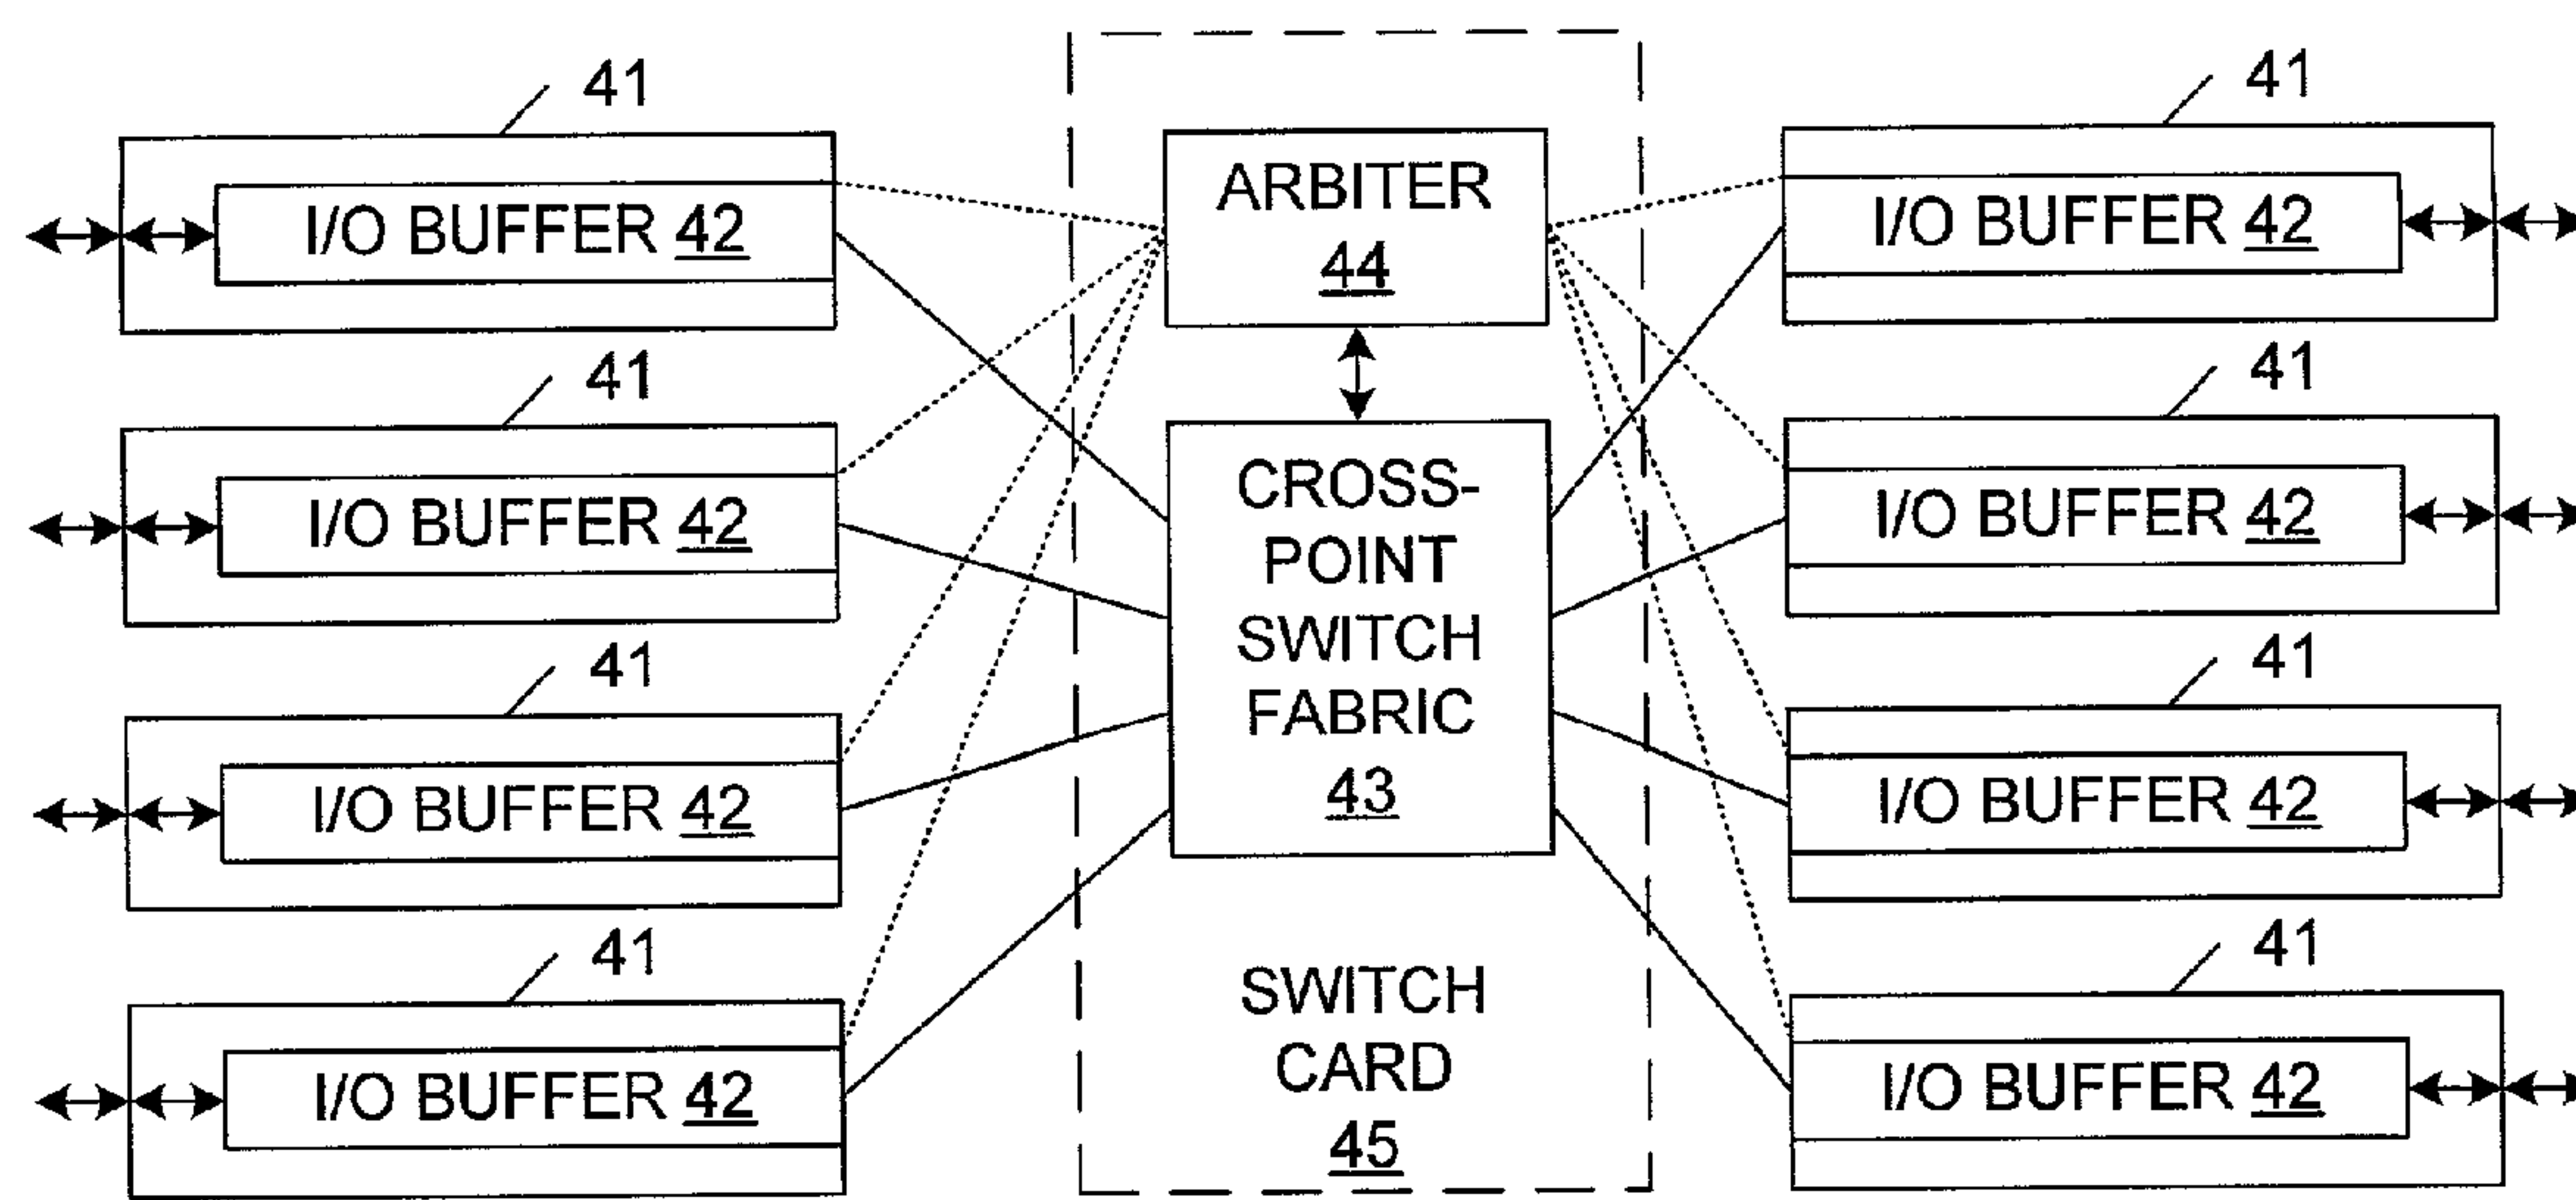 41
I/O BUFFER 42
41
I/O BUFFER 42
41
I/O BUFFER 42
41
I/O BUFFER 42
ARBITER
44
CROSS-
POINT
SWITCH
FABRIC
43
SWITCH
CARD
45
41
I/O BUFFER 42
41
I/O BUFFER 42
41
I/O BUFFER 42
41
I/O BUFFER 42